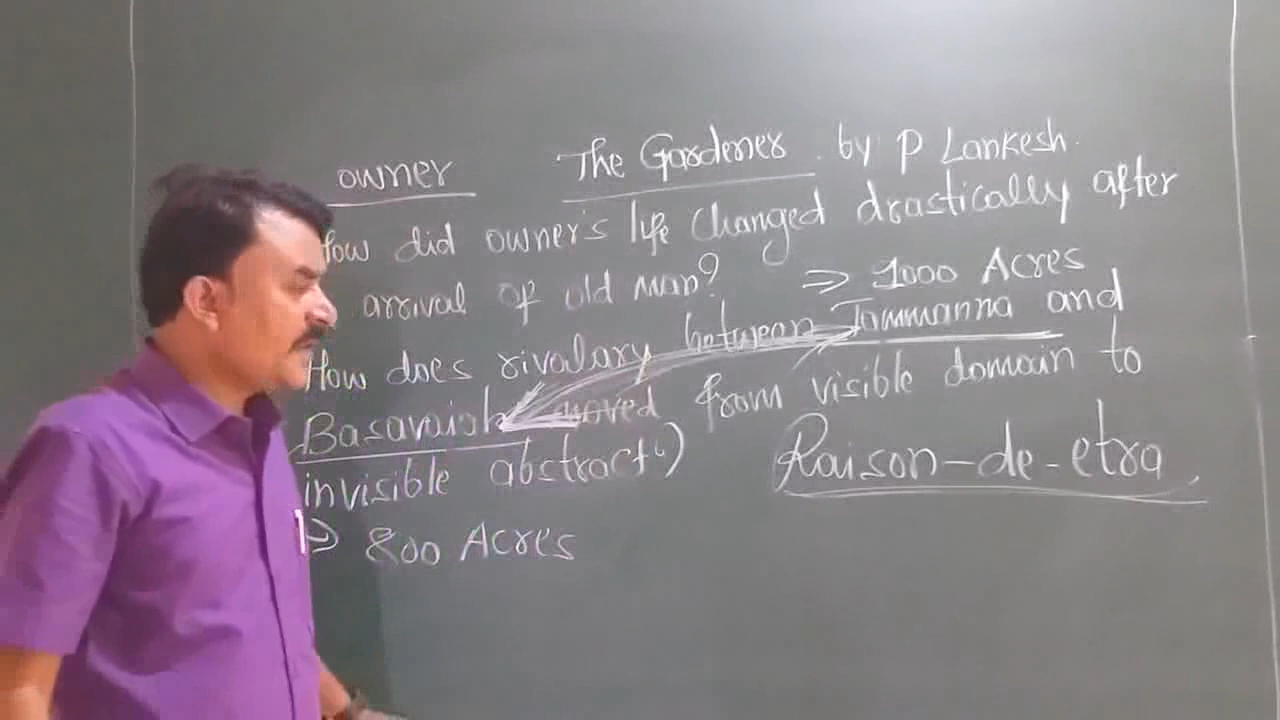 owner The Gardener by P Lankesh.
How did owner's life changed drastically after
arrival of old man? ⇒ 1000 Acres
How does rivalary between Tammanna and
Basavaiah moved from visible domain to
invisible abstract?
Raison-de-etra
⇒ 800 Acres